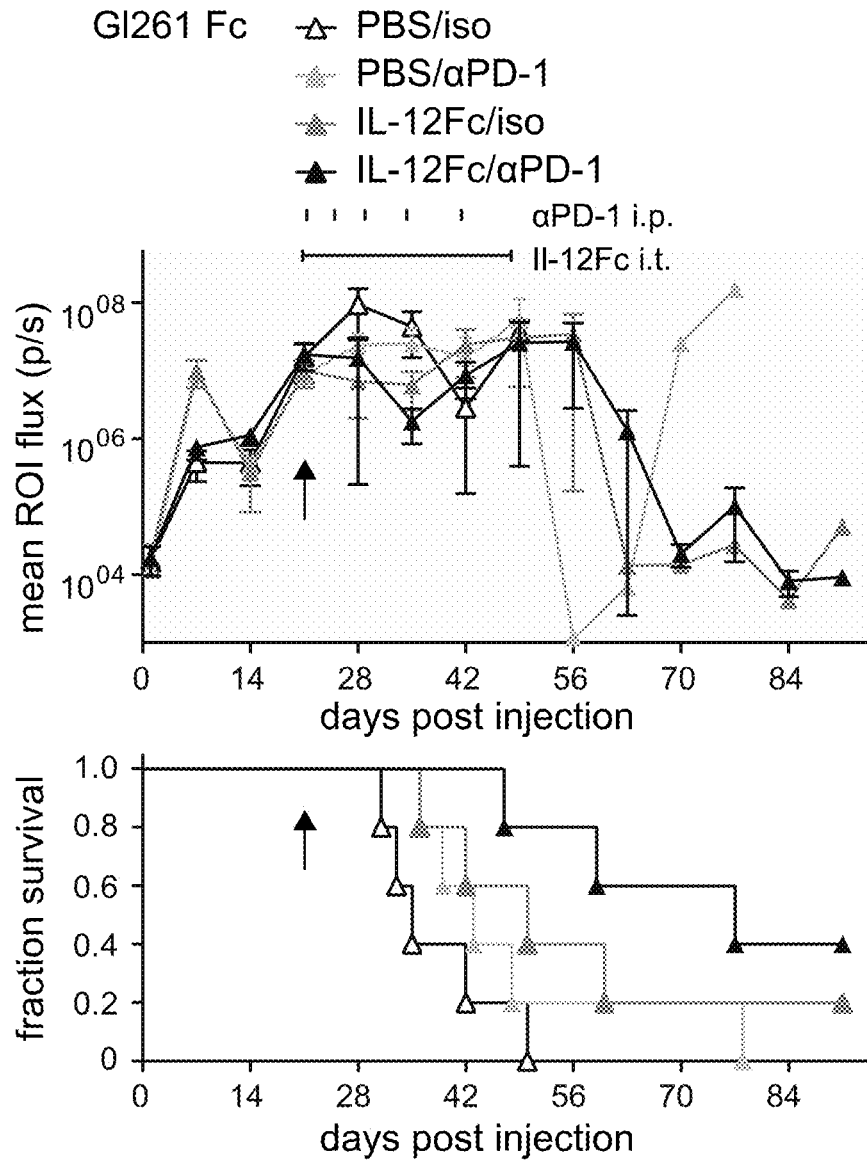 Gl261 Fc
PBS/iso
PBS/αPD-1
IL-12Fc/iso
IL-12Fc/αPD-1
αPD-1 i.p.
Il-12Fc i.t.
mean ROI flux (p/s)
10^08
10^06
10^04
0 14 28 42 56 70 84
days post injection
fraction survival
1.0
0.8
0.6
0.4
0.2
0
0 14 28 42 56 70 84
days post injection